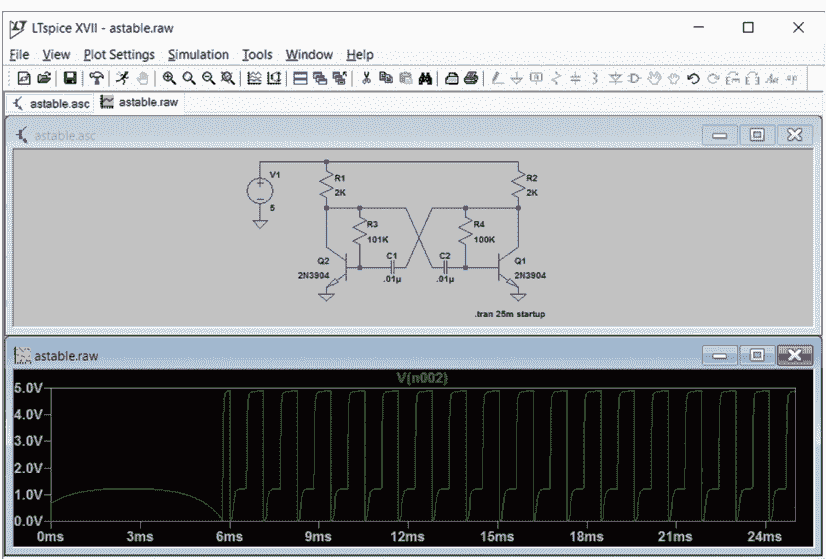 LTspice XVII - astable.raw
File View Plot Settings Simulation Tools Window Help
astable.asc astable.raw
astable.asc
V1
5
R1
2K
R2
2K
R3
101K
R4
100K
C1
.01µ
C2
.01µ
Q2
2N3904
Q1
2N3904
.tran 25m startup
astable.raw
V(n002)
5.0V
4.0V
3.0V
2.0V
1.0V
0.0V
0ms 3ms 6ms 9ms 12ms 15ms 18ms 21ms 24ms